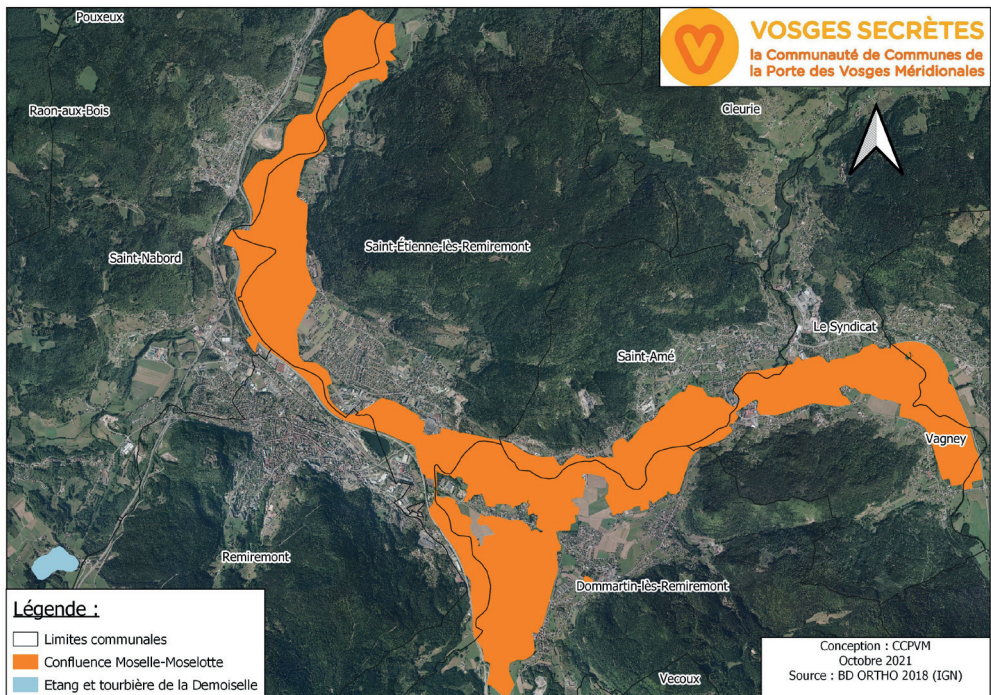 Pouxeux
VOSGES SECRÈTES
la Communauté de Communes de
la Porte des Vosges Méridionales
Raon-aux-Bois
Cleurie
Saint-Étienne-lès-Remiremont
Saint-Nabord
Le Syndicat
Saint-Amé
Vagney
Remiremont
Dommartin-lès-Remiremont
Légende :
Limites communales
Confluence Moselle-Moselotte
Etang et tourbière de la Demoiselle
Vecoux
Conception : CCPVM
Octobre 2021
Source : BD ORTHO 2018 (IGN)